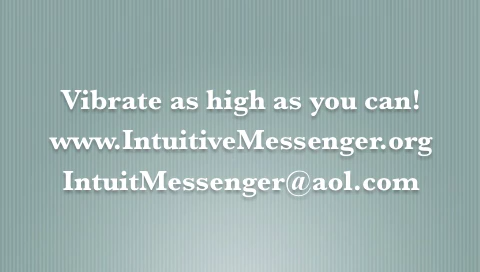 Vibrate as high as you can!
www.IntuitiveMessenger.org
IntuitMessenger@aol.com